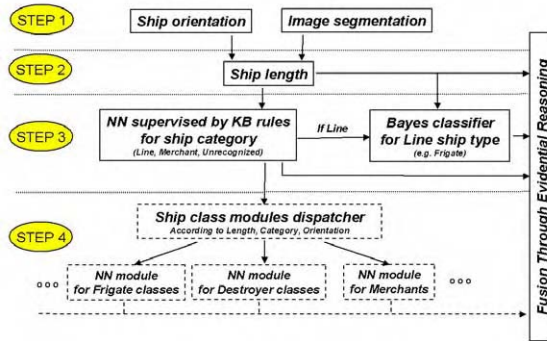 STEP 1
Ship orientation
Image segmentation
STEP 2
Ship length
STEP 3
NN supervised by KB rules
for ship category
(Line, Merchant, Unrecognized)
If Line
Bayes classifier
for Line ship type
(e.g. Frigate)
STEP 4
Ship class modules dispatcher
According to Length, Category, Orientation
NN module
for Frigate classes
NN module
for Destroyer classes
NN module
for Merchants
Fusion Through Evidential Reasoning